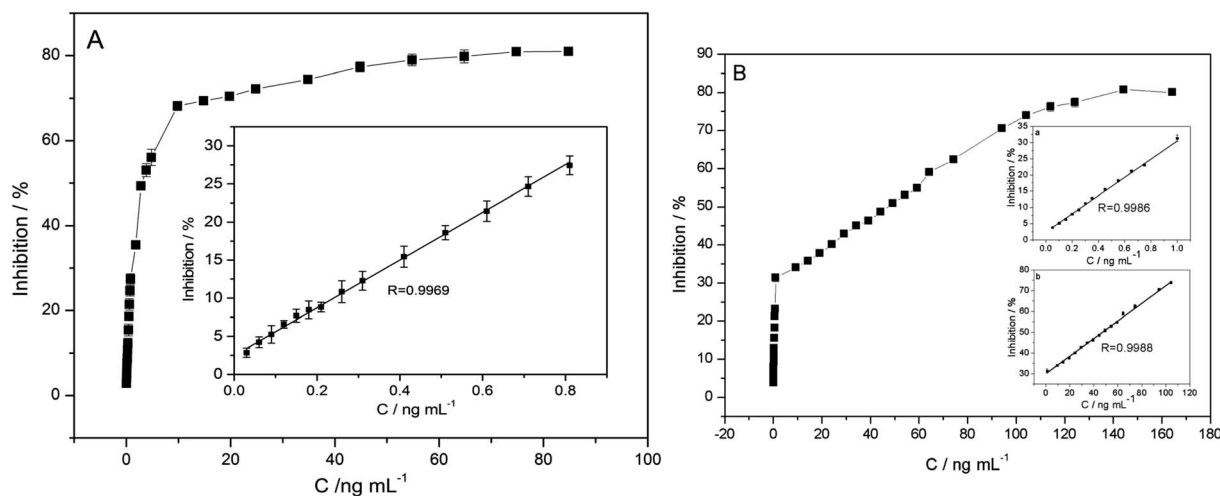 A
Inhibition / %
100
80
60
40
20
0
0 20 40 60 80 100
C /ng mL-1
Inhibition / %
30
25
20
15
10
5
0
R=0.9969
0.0 0.2 0.4 0.6 0.8
C / ng mL-1
B
Inhibition / %
90
80
70
60
50
40
30
20
10
0
-20 0 20 40 60 80 100 120 140 160 180
C / ng mL-1
a
Inhibition / %
35
30
25
20
15
10
5
0
R=0.9986
0.0 0.2 0.4 0.6 0.8 1.0
C / ng mL-1
b
Inhibition / %
80
70
60
50
40
30
R=0.9988
0 20 40 60 80 100 120
C / ng mL-1